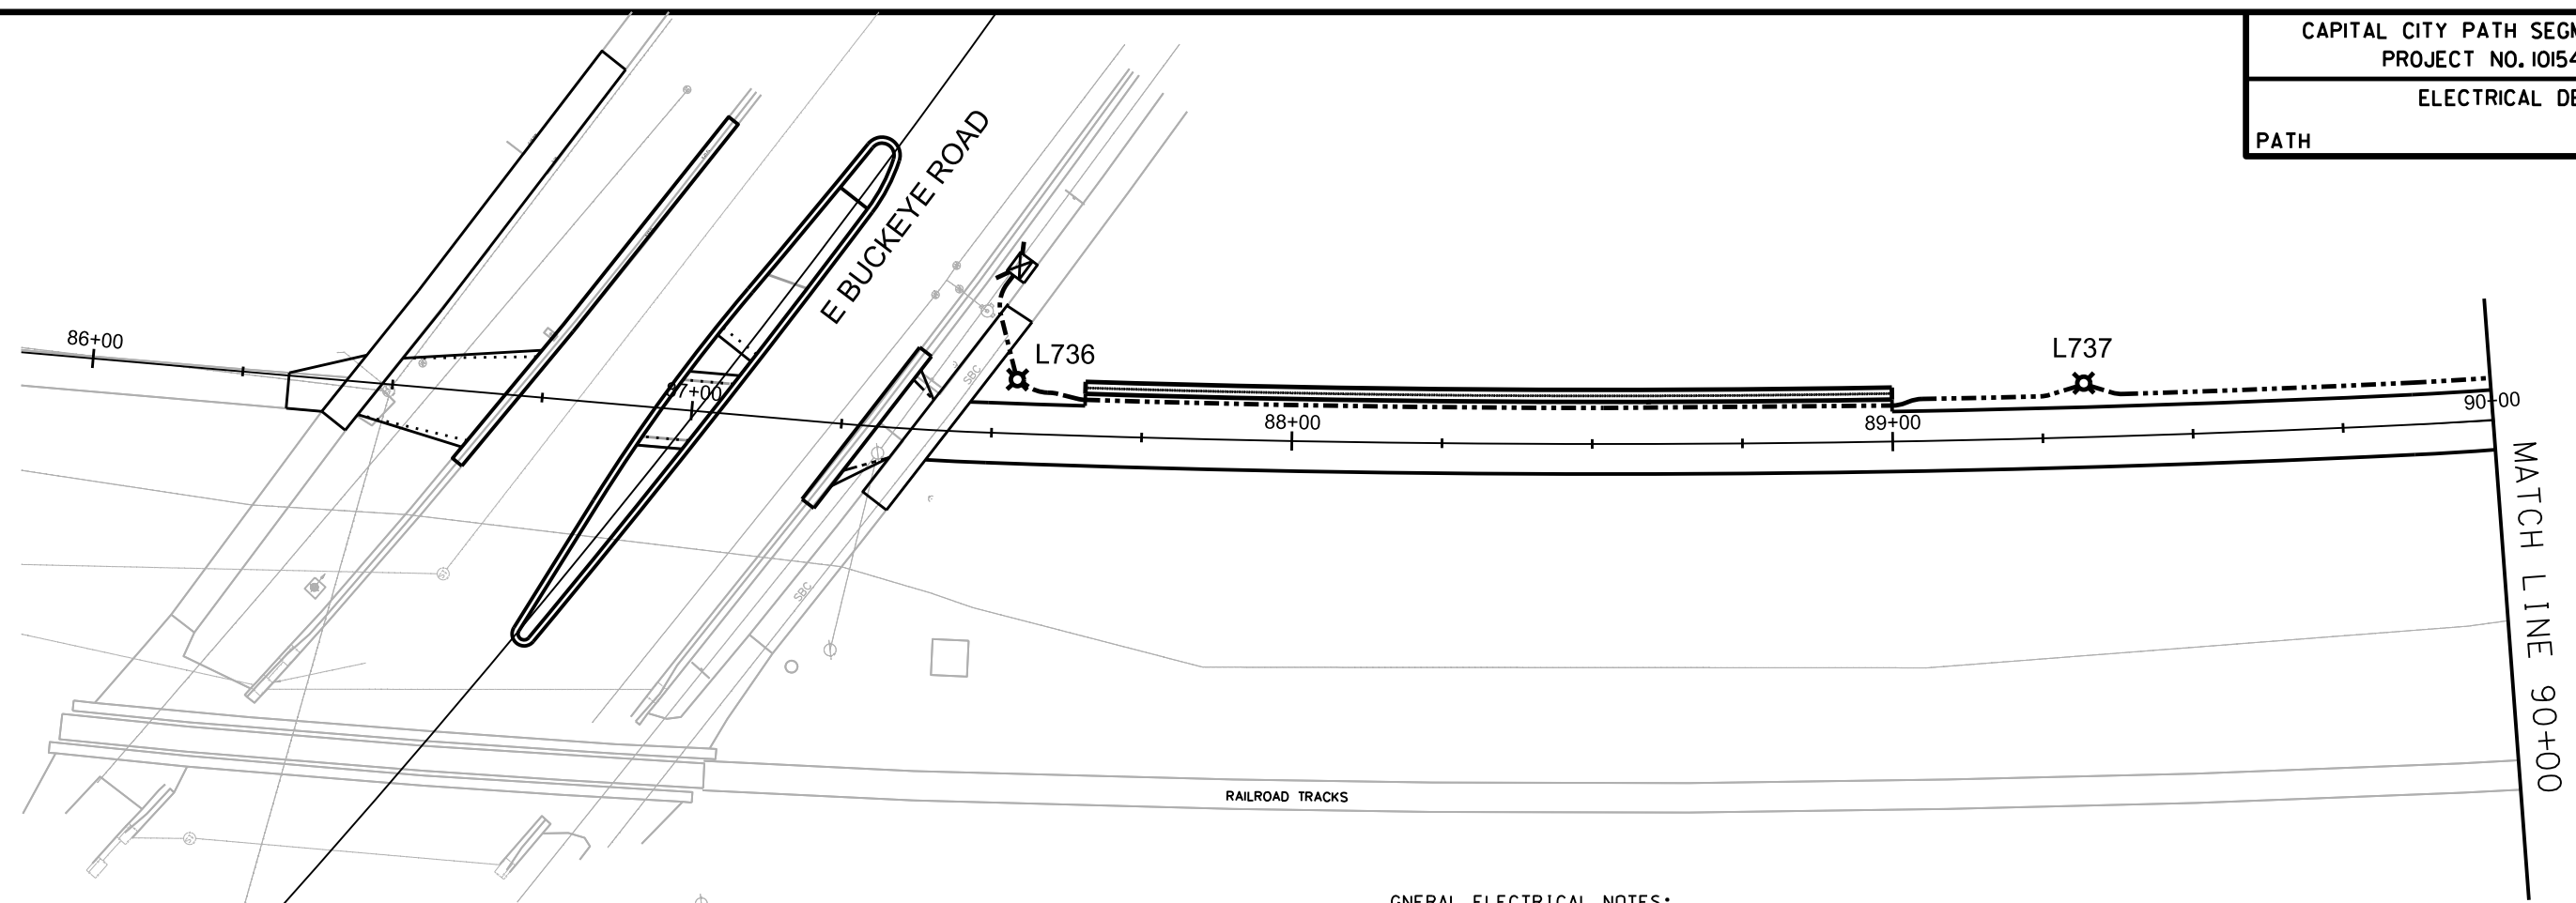 CAPITAL CITY PATH SEGM
PROJECT NO. 10154
ELECTRICAL DE
PATH
E BUCKEYE ROAD
86+00
87+00
L736
L737
88+00
89+00
90+00
SBC
SBC
MATCH LINE 90+00
RAILROAD TRACKS
GNERAL ELECTRICAL NOTES: